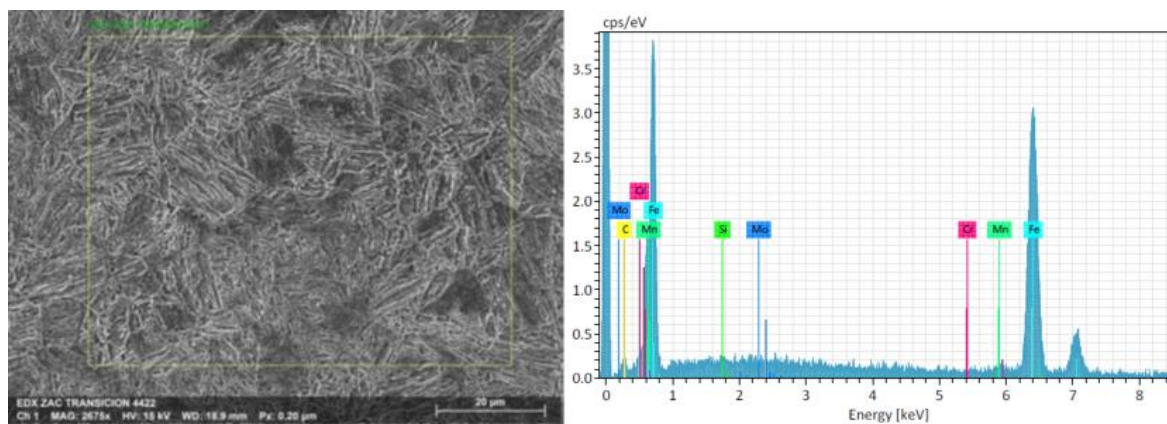 EDX ZAC TRANSICION 4422
Ch 1 MAG: 2675x HV: 15 kV WD: 18.9 mm Px: 0.20 µm
20 µm
cps/eV
3.5
3.0
2.5
2.0
1.5
1.0
0.5
0.0
Cr
Mo Fe
C Mn Si Mo Cr Mn Fe
0 1 2 3 4 5 6 7 8
Energy [keV]